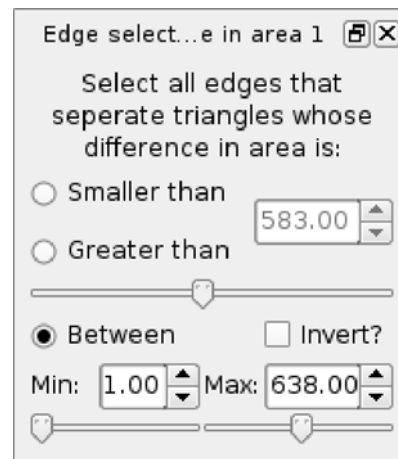 Edge select...e in area 1
Select all edges that
seperate triangles whose
difference in area is:
Smaller than
583.00
Greater than
Between Invert?
Min: 1.00 Max: 638.00